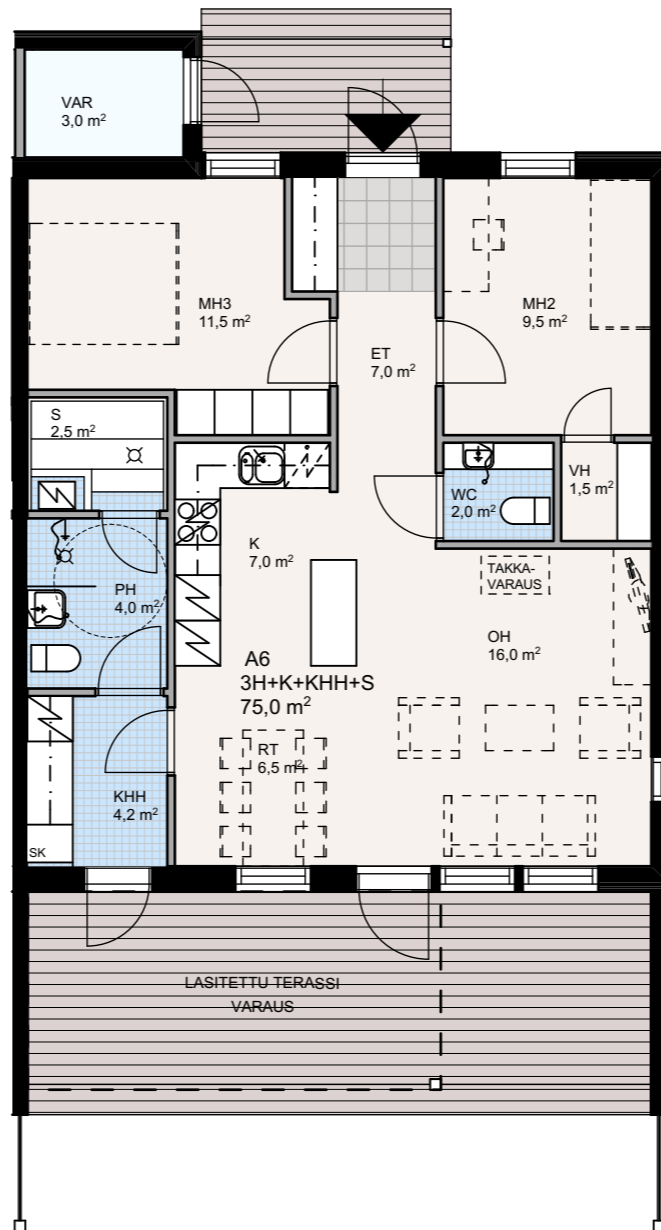 VAR
3,0 m²
MH3
11,5 m²
MH2
9,5 m²
ET
7,0 m²
S
2,5 m²
WC
2,0 m²
VH
1,5 m²
K
7,0 m²
TAKKA-
VARAUS
PH
4,0 m²
OH
16,0 m²
A6
3H+K+KHH+S
75,0 m²
RT
6,5 m²
KHH
4,2 m²
SK
LASITETTU TERASSI
VARAUS